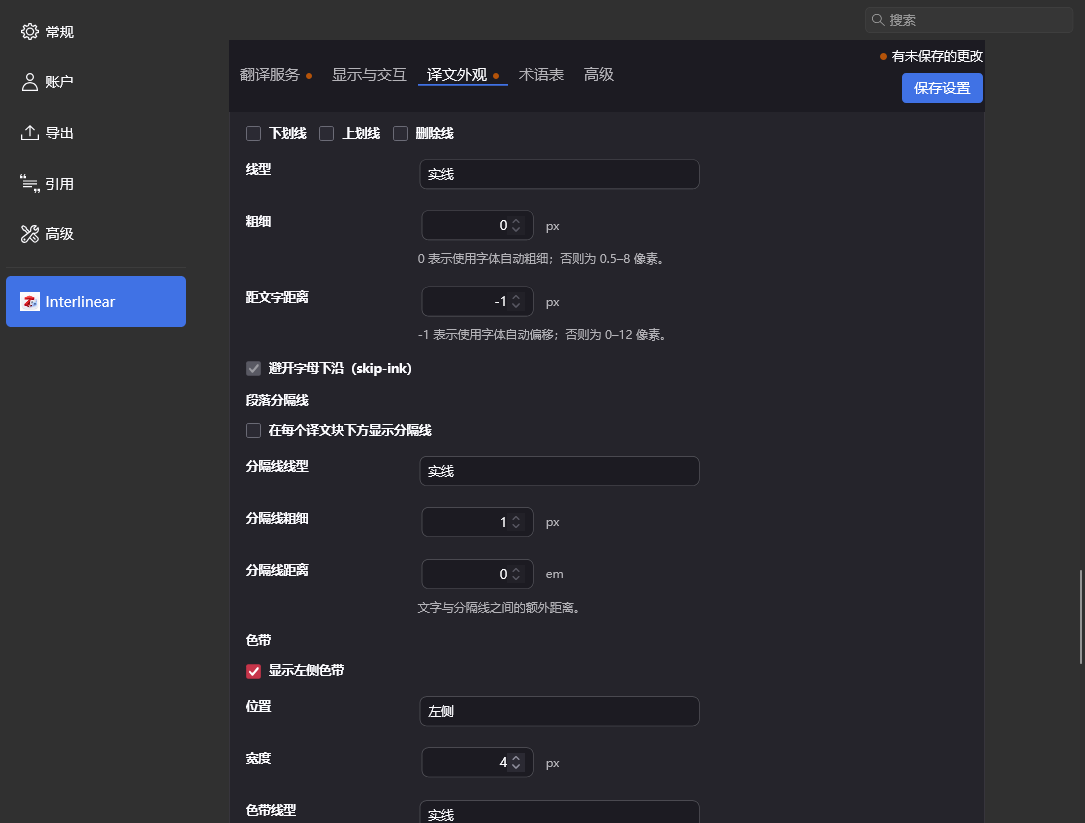 常规
账户
导出
引用
高级
Interlinear
搜索
翻译服务 显示与交互 译文外观 术语表 高级
有未保存的更改
保存设置
下划线 上划线 删除线
线型 实线
粗细 0 px
0 表示使用字体自动粗细；否则为 0.5–8 像素。
距文字距离 -1 px
-1 表示使用字体自动偏移；否则为 0–12 像素。
避开字母下沿（skip-ink)
段落分隔线
在每个译文块下方显示分隔线
分隔线线型 实线
分隔线粗细 1 px
分隔线距离 0 em
文字与分隔线之间的额外距离。
色带
显示左侧色带
位置 左侧
宽度 4 px
色带线型 实线